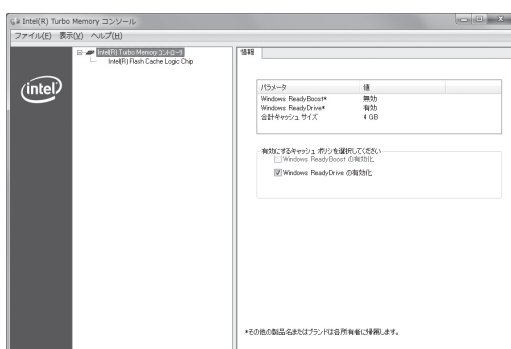 Intel(R) Turbo Memory コンソール
ファイル(E) 表示(V) ヘルプ(H)
Intel(R) Turbo Memory コントローラ
Intel(R) Flash Cache Logic Chip
情報
intel
パラメータ 値
Windows ReadyBoost* 無効
Windows ReadyDrive* 有効
合計キャッシュ サイズ 4 GB
有効にするキャッシュ ポリシを選択してください
Windows ReadyBoost の有効化
Windows ReadyDrive の有効化
*その他の製品名またはブランドは各所有者に帰属します。